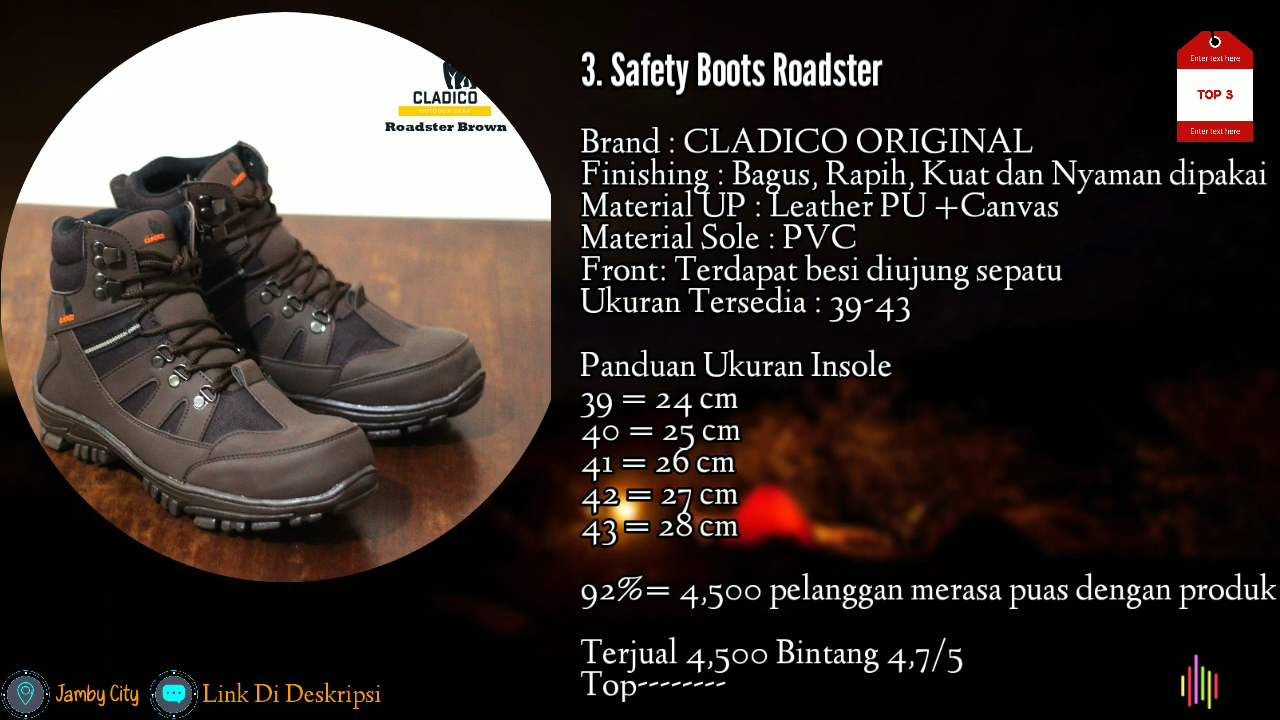 CLADICO
OUTDOOR GEAR
Roadster Brown
3. Safety Boots Roadster
Enter text here
TOP 3
Enter text here
Brand : CLADICO ORIGINAL
Finishing : Bagus, Rapih, Kuat dan Nyaman dipakai
Material UP : Leather PU +Canvas
Material Sole : PVC
Front: Terdapat besi diujung sepatu
Ukuran Tersedia : 39-43
Panduan Ukuran Insole
39 = 24 cm
40 = 25 cm
41 = 26 cm
42 = 27 cm
43 = 28 cm
92%= 4,500 pelanggan merasa puas dengan produk
Terjual 4,500 Bintang 4,7/5
Top--------
Jamby City
Link Di Deskripsi